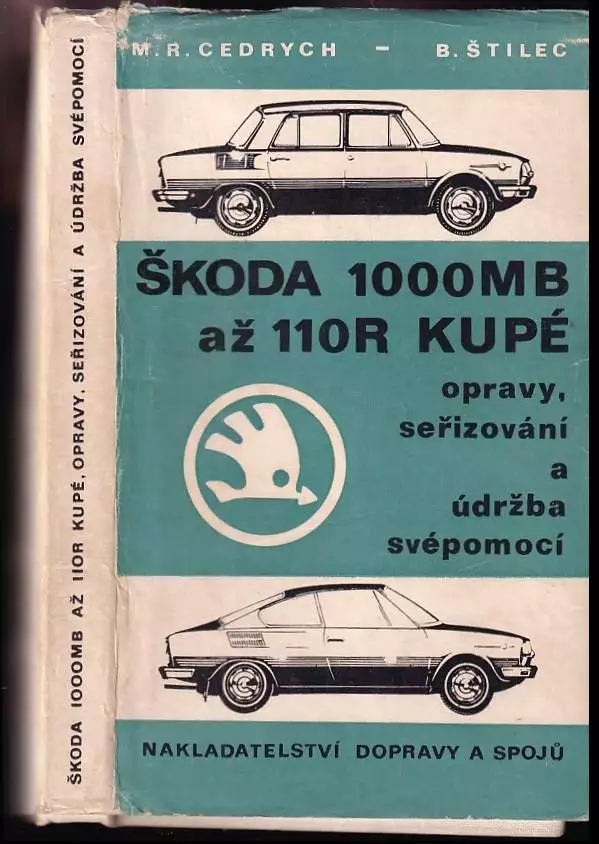 M. R. CEDRYCH - B. ŠTILEC
ŠKODA 1000MB
až 110R KUPÉ
opravy,
seřizování
a
údržba
svépomocí
NAKLADATELSTVÍ DOPRAVY A SPOJŮ
ŠKODA 1000MB AŽ 110R KUPÉ, OPRAVY, SEŘIZOVÁNÍ A ÚDRŽBA SVÉPOMOCÍ